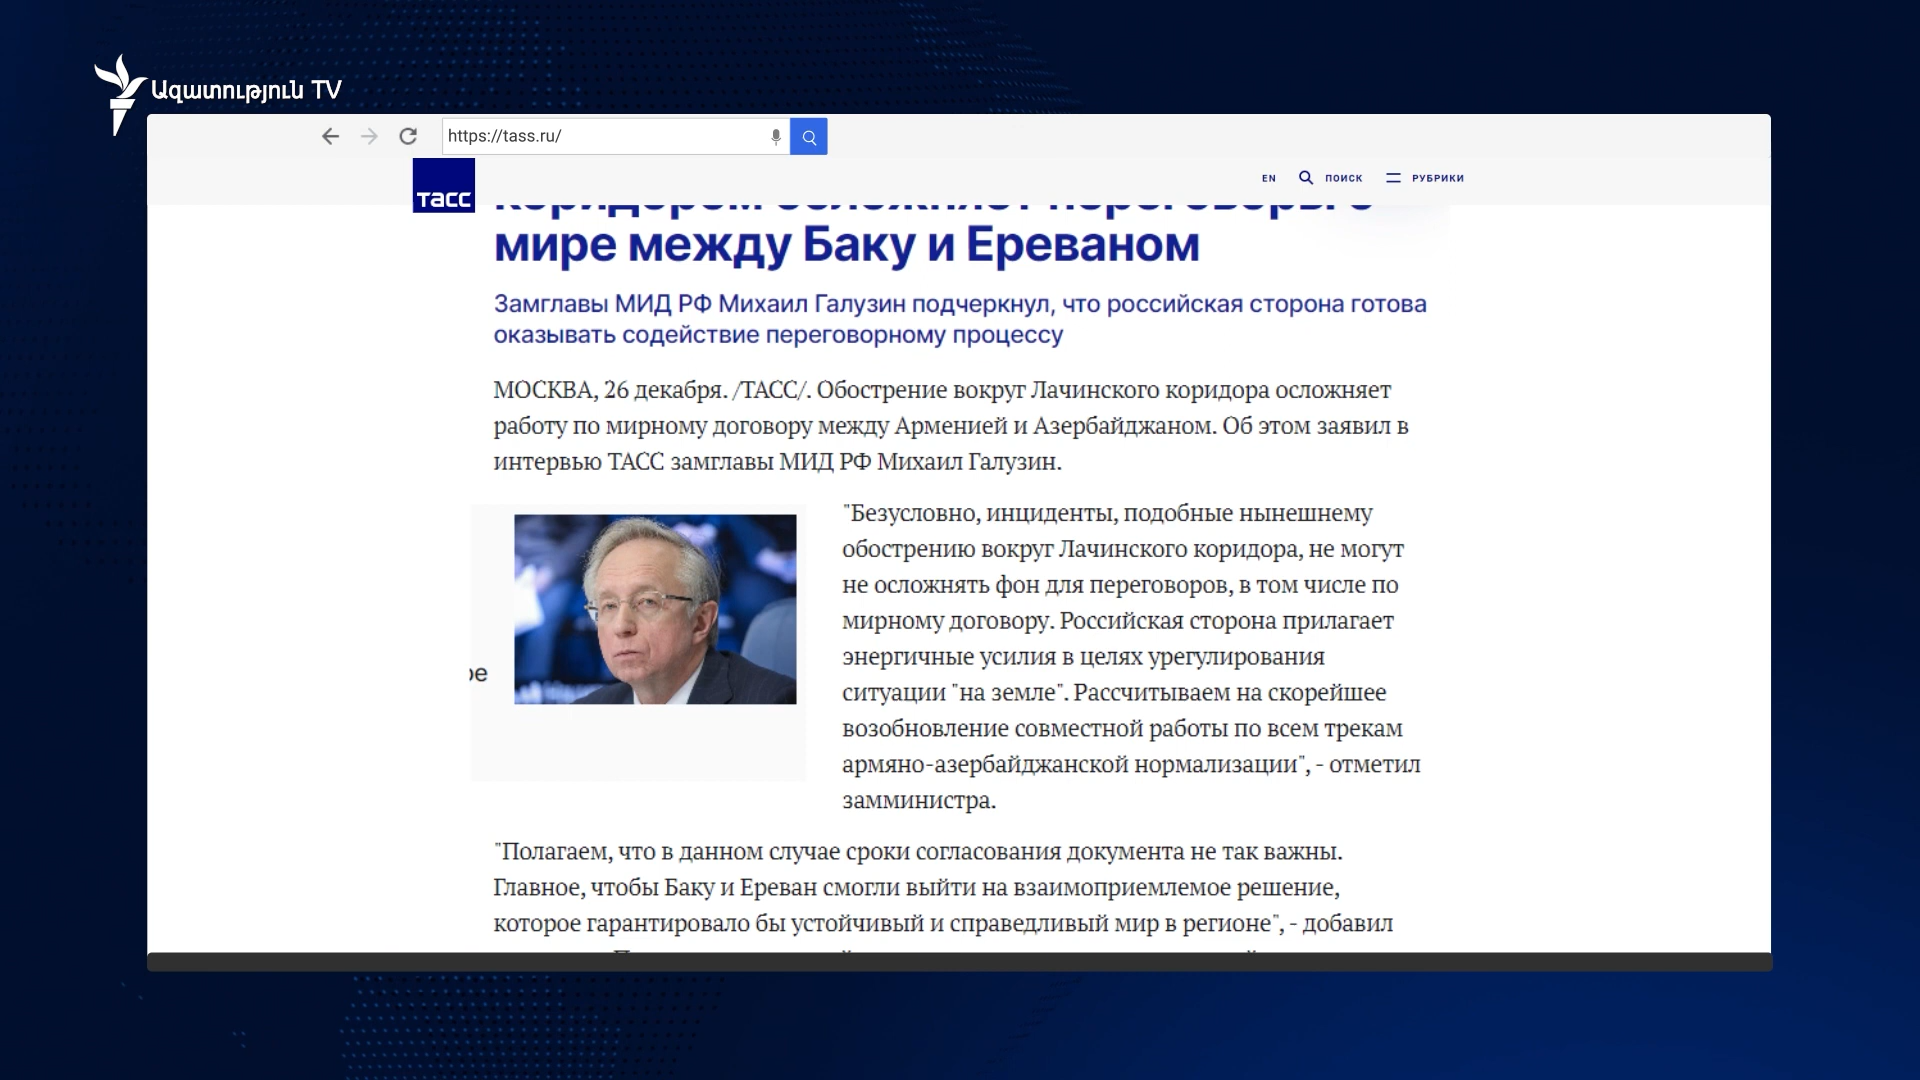 Ազատություն TV
https://tass.ru/
тасс
EN
ПОИСК
РУБРИКИ
коридором осложняет переговоры о
мире между Баку и Ереваном
Замглавы МИД РФ Михаил Галузин подчеркнул, что российская сторона готова
оказывать содействие переговорному процессу
МОСКВА, 26 декабря. /ТАСС/. Обострение вокруг Лачинского коридора осложняет
работу по мирному договору между Арменией и Азербайджаном. Об этом заявил в
интервью ТАСС замглавы МИД РФ Михаил Галузин.
"Безусловно, инциденты, подобные нынешнему
обострению вокруг Лачинского коридора, не могут
не осложнять фон для переговоров, в том числе по
мирному договору. Российская сторона прилагает
энергичные усилия в целях урегулирования
ситуации "на земле". Рассчитываем на скорейшее
возобновление совместной работы по всем трекам
армяно-азербайджанской нормализации", - отметил
замминистра.
"Полагаем, что в данном случае сроки согласования документа не так важны.
Главное, чтобы Баку и Ереван смогли выйти на взаимоприемлемое решение,
которое гарантировало бы устойчивый и справедливый мир в регионе", - добавил